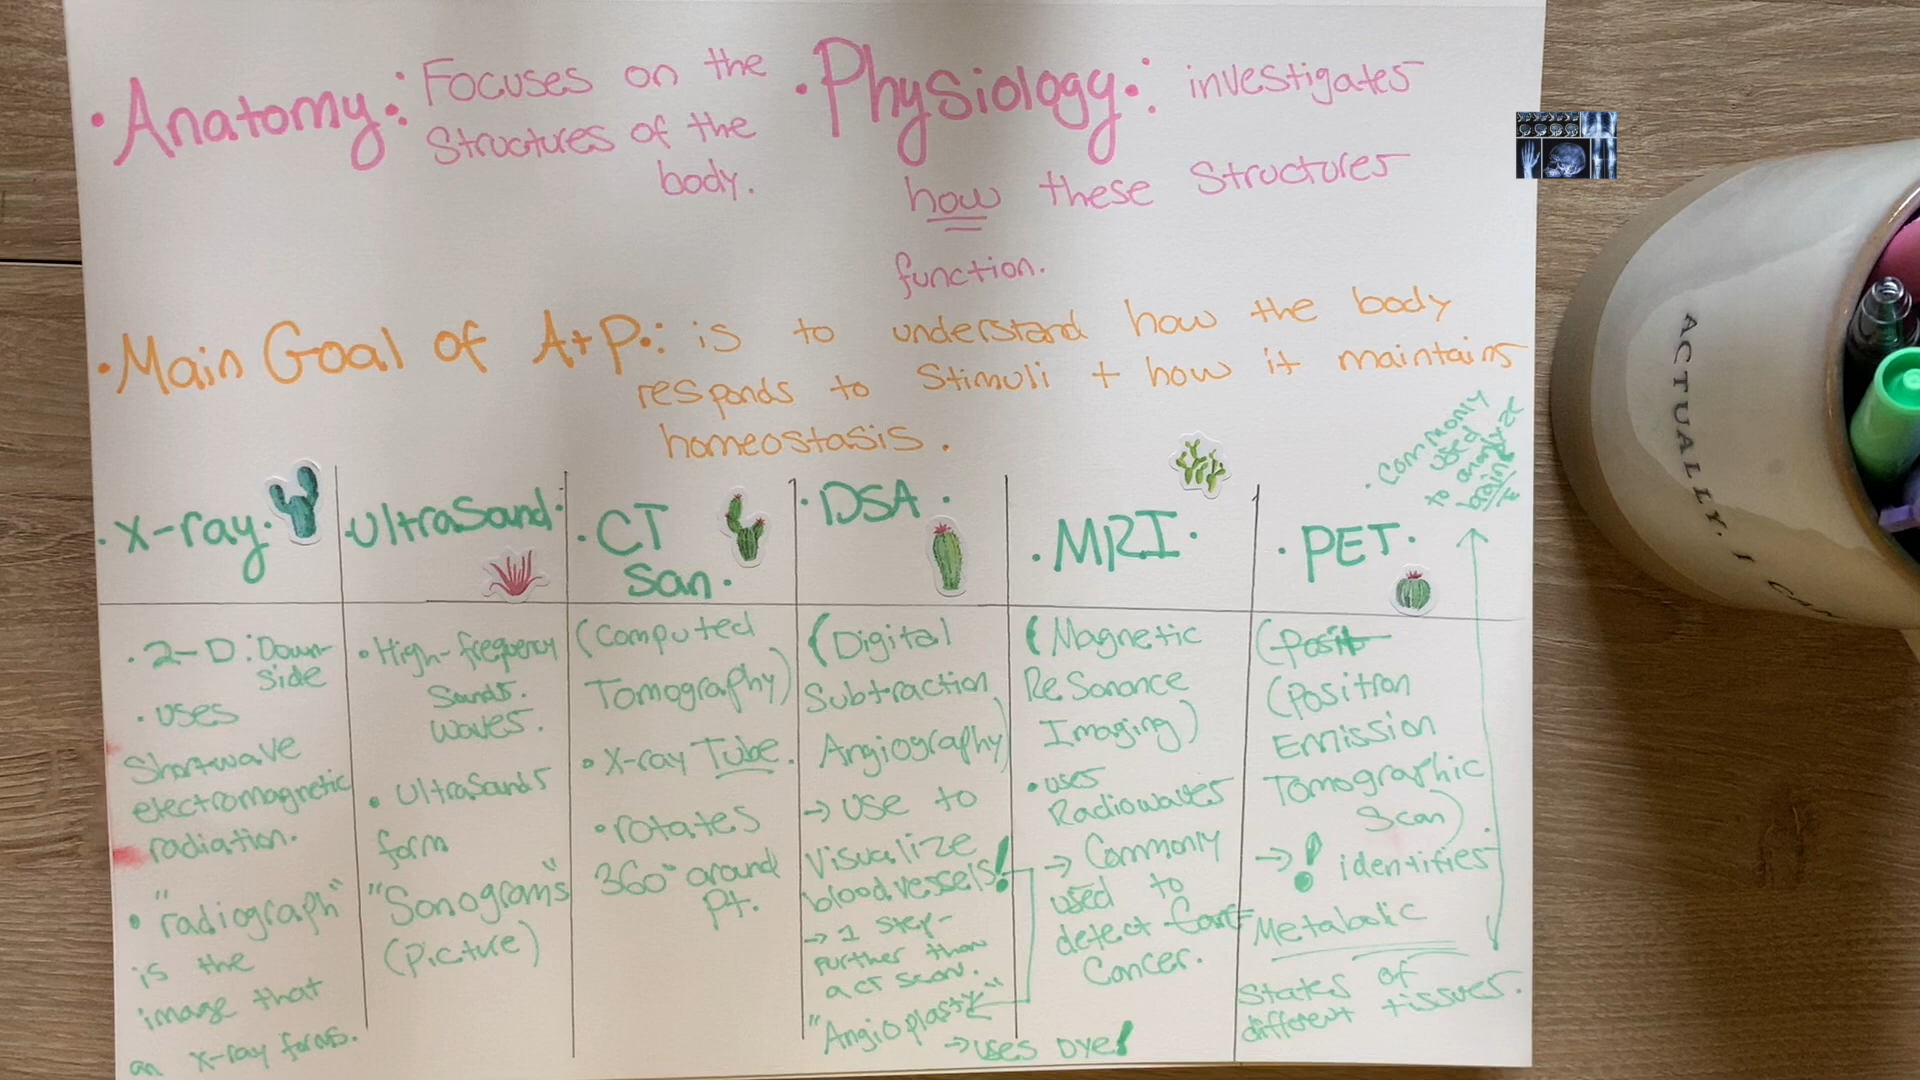 · Anatomy: Focuses on the
Structures of the
body.
· Physiology: investigates
how these Structures
function.
· Main Goal of A+P: is to understand how the body
responds to Stimuli + how it maintains
homeostasis.
· X-ray ·
· 2-D: Down-
side
· uses
Shortwave
electromagnetic
radiation.
· "radiograph"
is the
image that
an x-ray forms.
· UltraSound ·
· High-frequency
Sounds.
waves.
· UltraSounds
form
"Sonograms"
(picture)
· CT
San ·
(Computed
Tomography)
· X-ray Tube.
· rotates
360° around
Pt.
· DSA ·
(Digital
Subtraction
Angiography)
→ Use to
Visualize
blood vessels!
→ 1 step-
further than
a CT scan.
"Angioplasty"
→ uses DYE!
· MRI ·
(Magnetic
ReSonance
Imaging)
· uses
Radiowaves
→ Commonly
used to
detect
Cancer.
· PET ·
(Posit
(Positron
Emission
Tomographic
Scan)
→ ! identifies
Metabolic
States of
different tissues.
· Commonly
used
to analyze
brain
ACTUALLY, I CAN